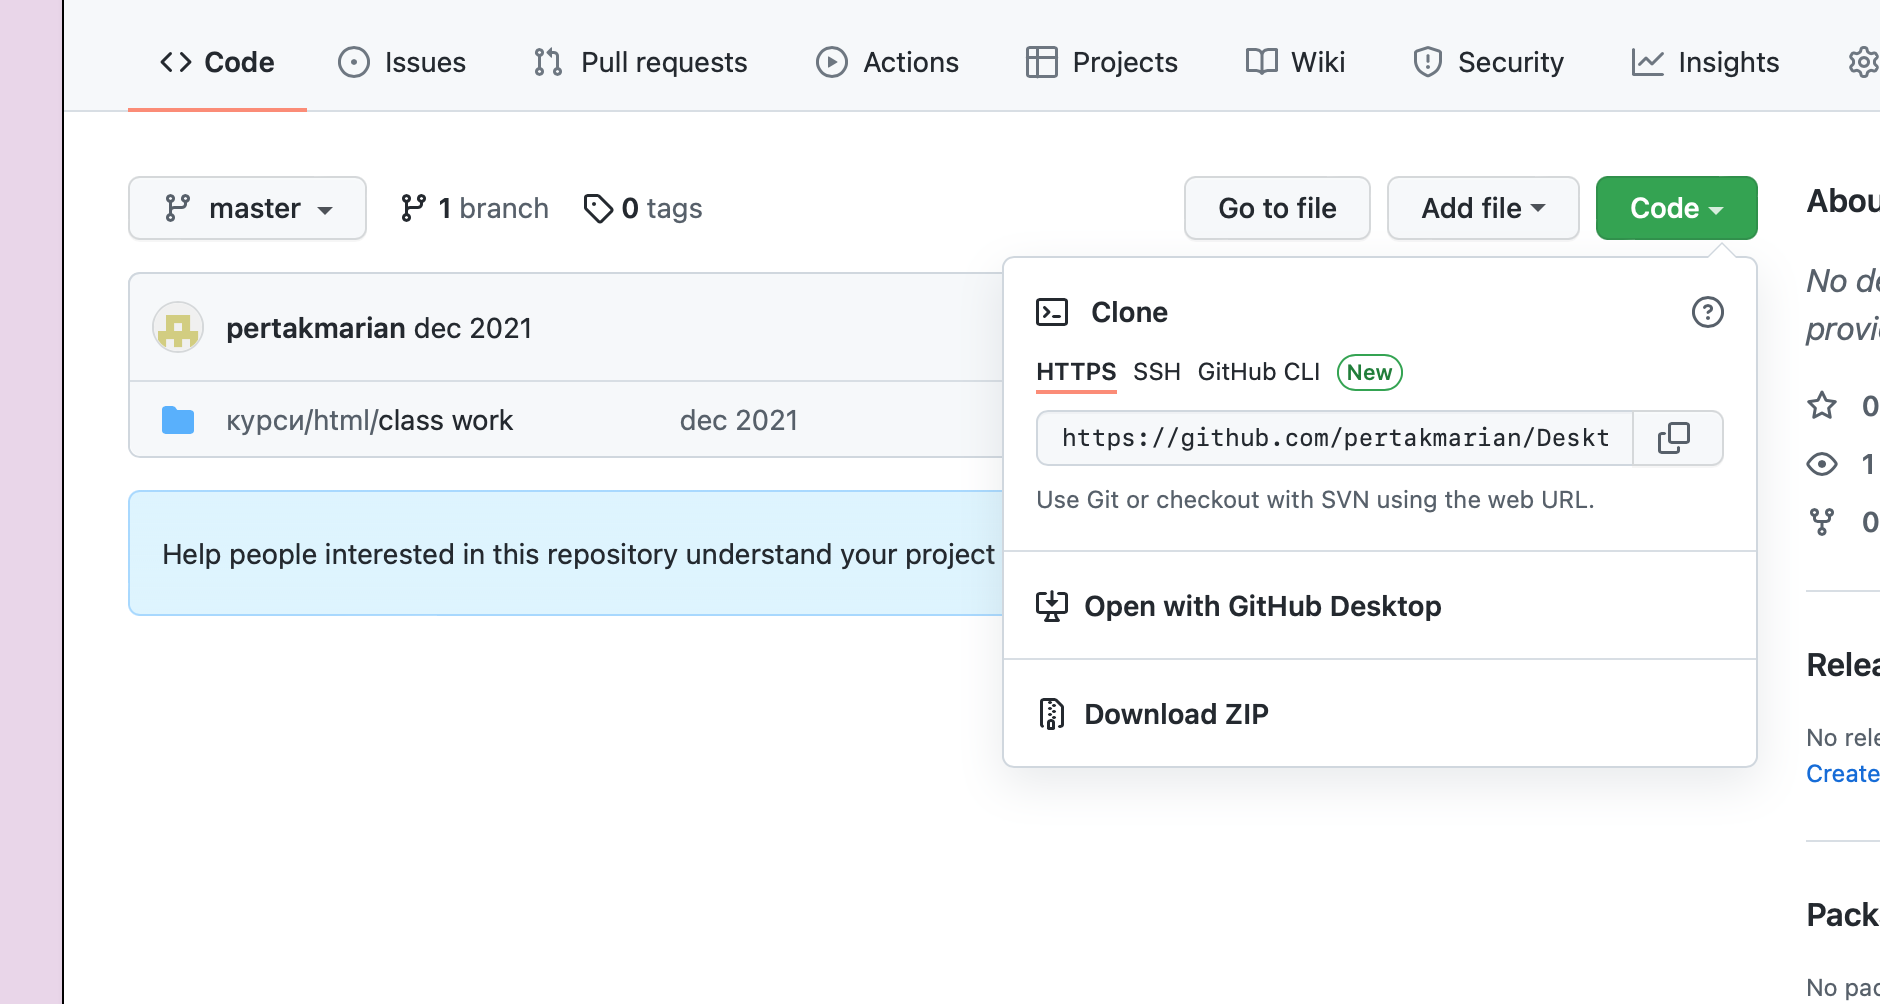 Code Issues Pull requests Actions Projects Wiki Security Insights
master 1 branch 0 tags Go to file Add file Code
pertakmarian dec 2021
курси/html/class work dec 2021
Help people interested in this repository understand your project
Clone
HTTPS SSH GitHub CLI New
https://github.com/pertakmarian/Deskt
Use Git or checkout with SVN using the web URL.
Open with GitHub Desktop
Download ZIP
Abou
No de
provi
0
1
0
Relea
No rele
Create
Pack
No pac